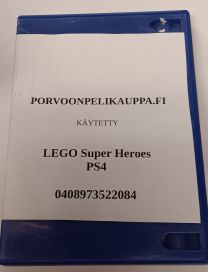 PORVOONPELIKAUPPA.FI
KÄYTETTY
LEGO Super Heroes
PS4
0408973522084